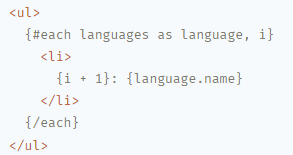 <ul>
  {#each languages as language, i}
    <li>
      {i + 1}: {language.name}
    </li>
  {/each}
</ul>